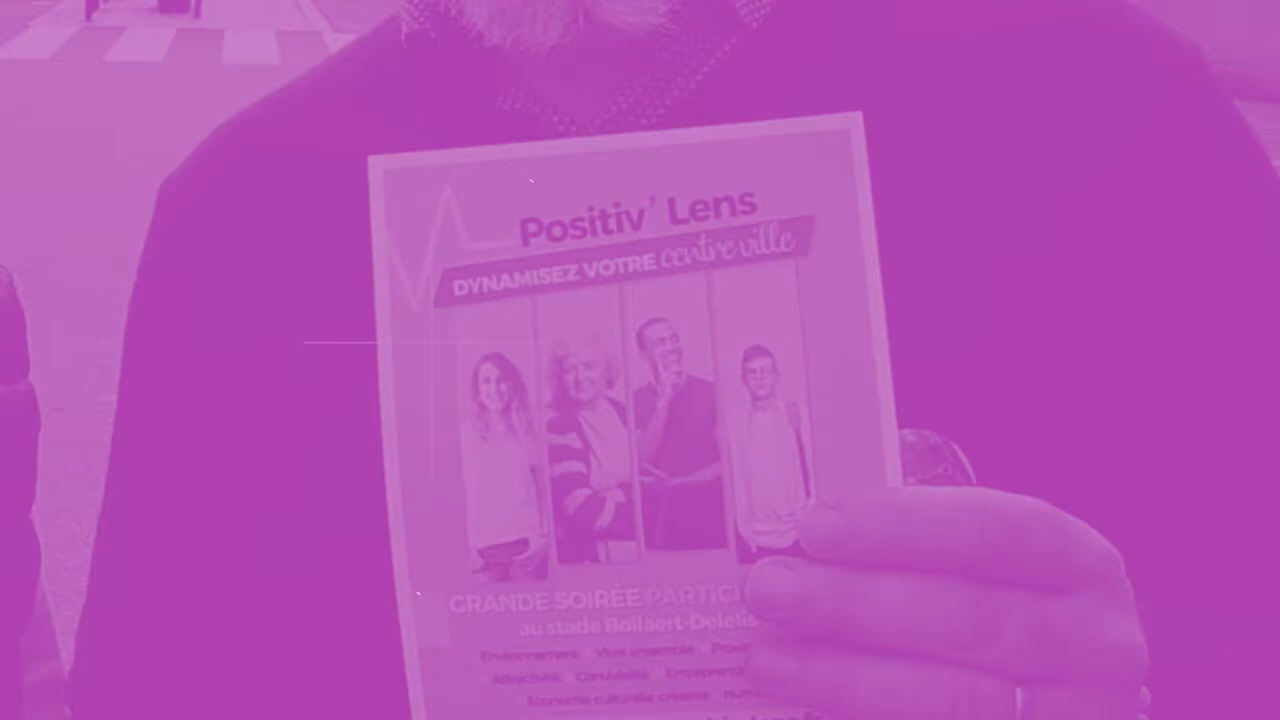 Positiv' Lens
DYNAMISEZ VOTRE centre ville
GRANDE SOIRÉE PARTICI
au stade Bollaert-Delelis
Environnement Vivre ensemble
Attractivité Convivialité
Économie culturelle, créative